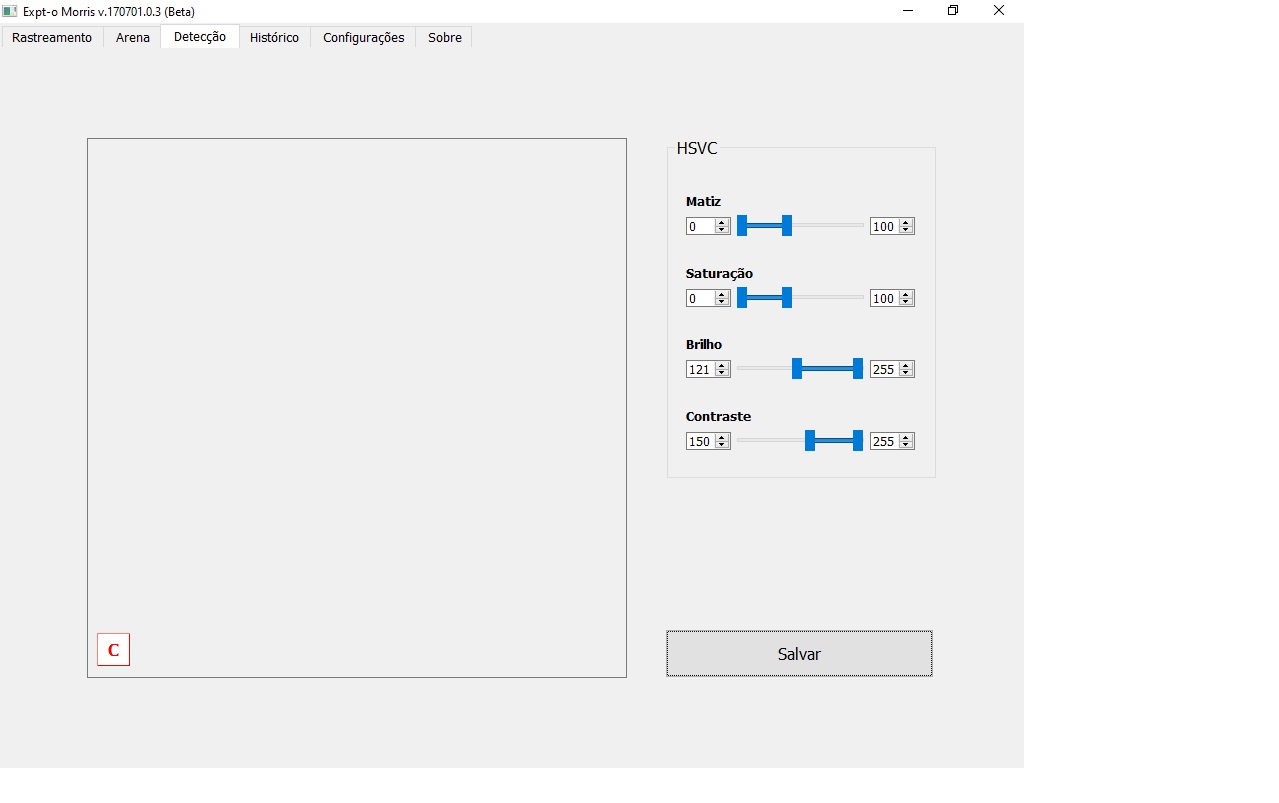 Expt-o Morris v.170701.0.3 (Beta)
Rastreamento Arena Detecção Histórico Configurações Sobre
HSVC
Matiz
0 100
Saturação
0 100
Brilho
121 255
Contraste
150 255
C
Salvar